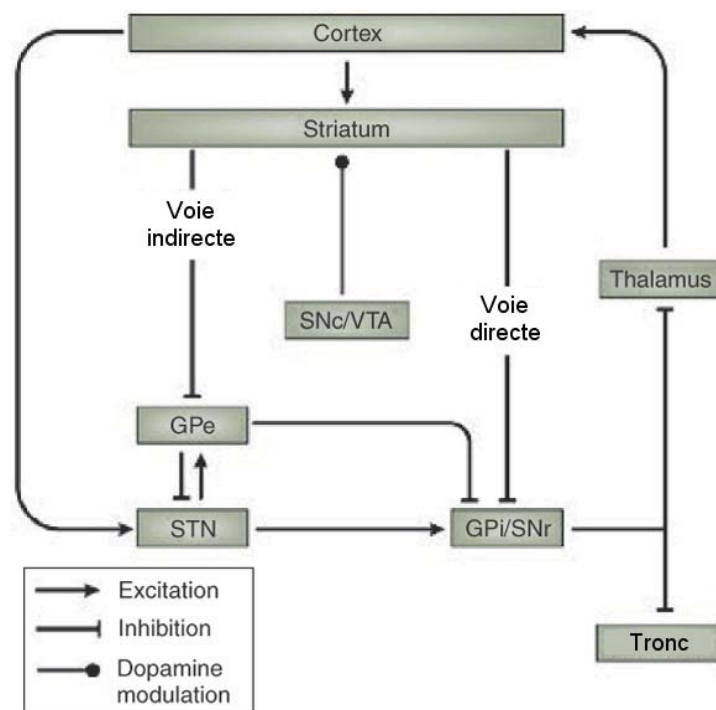 Cortex
Striatum
Voie
indirecte
SNc/VTA
Voie
directe
Thalamus
GPe
STN
GPi/SNr
Tronc
Excitation
Inhibition
Dopamine
modulation